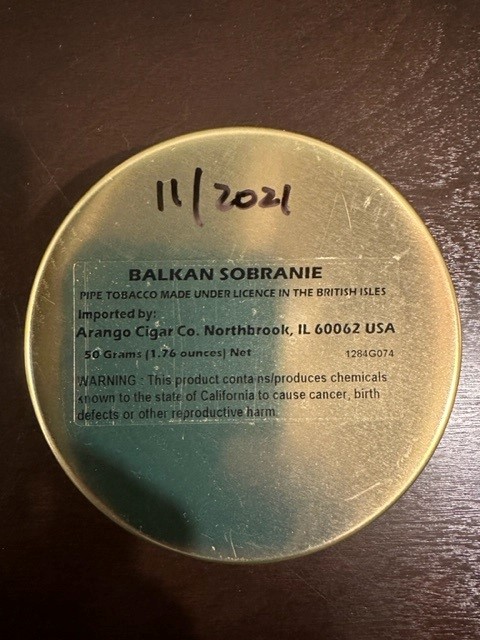 11/2021
BALKAN SOBRANIE
PIPE TOBACCO MADE UNDER LICENCE IN THE BRITISH ISLES
Imported by:
Arango Cigar Co. Northbrook, IL 60062 USA
50 Grams (1.76 ounces) Net 1284G074
WARNING : This product contains/produces chemicals
known to the state of California to cause cancer, birth
defects or other reproductive harm.